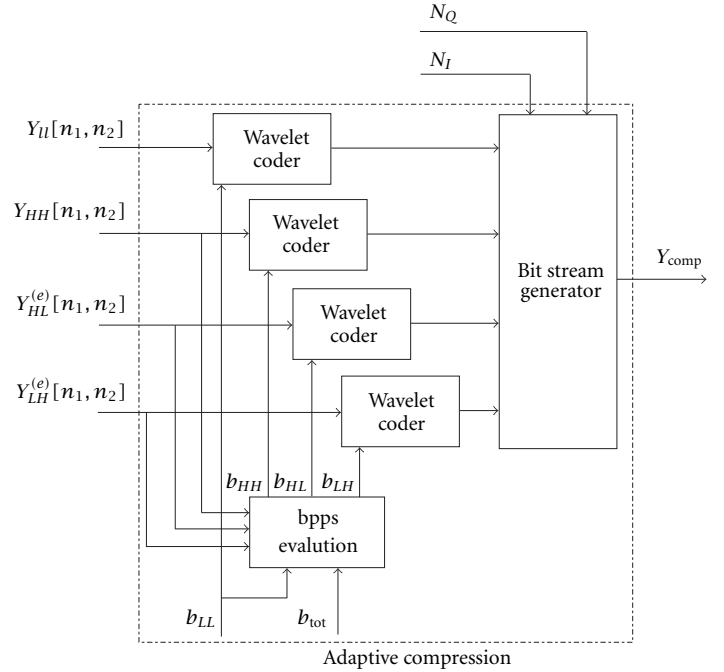 N_Q
N_I
Y_{ll}[n_1, n_2]
Wavelet
coder
Y_{HH}[n_1, n_2]
Wavelet
coder
Bit stream
generator
Y_{comp}
Y_{HL}^{(e)}[n_1, n_2]
Wavelet
coder
Y_{LH}^{(e)}[n_1, n_2]
Wavelet
coder
b_{HH} b_{HL} b_{LH}
bpps
evalution
b_{LL} b_{tot}
Adaptive compression